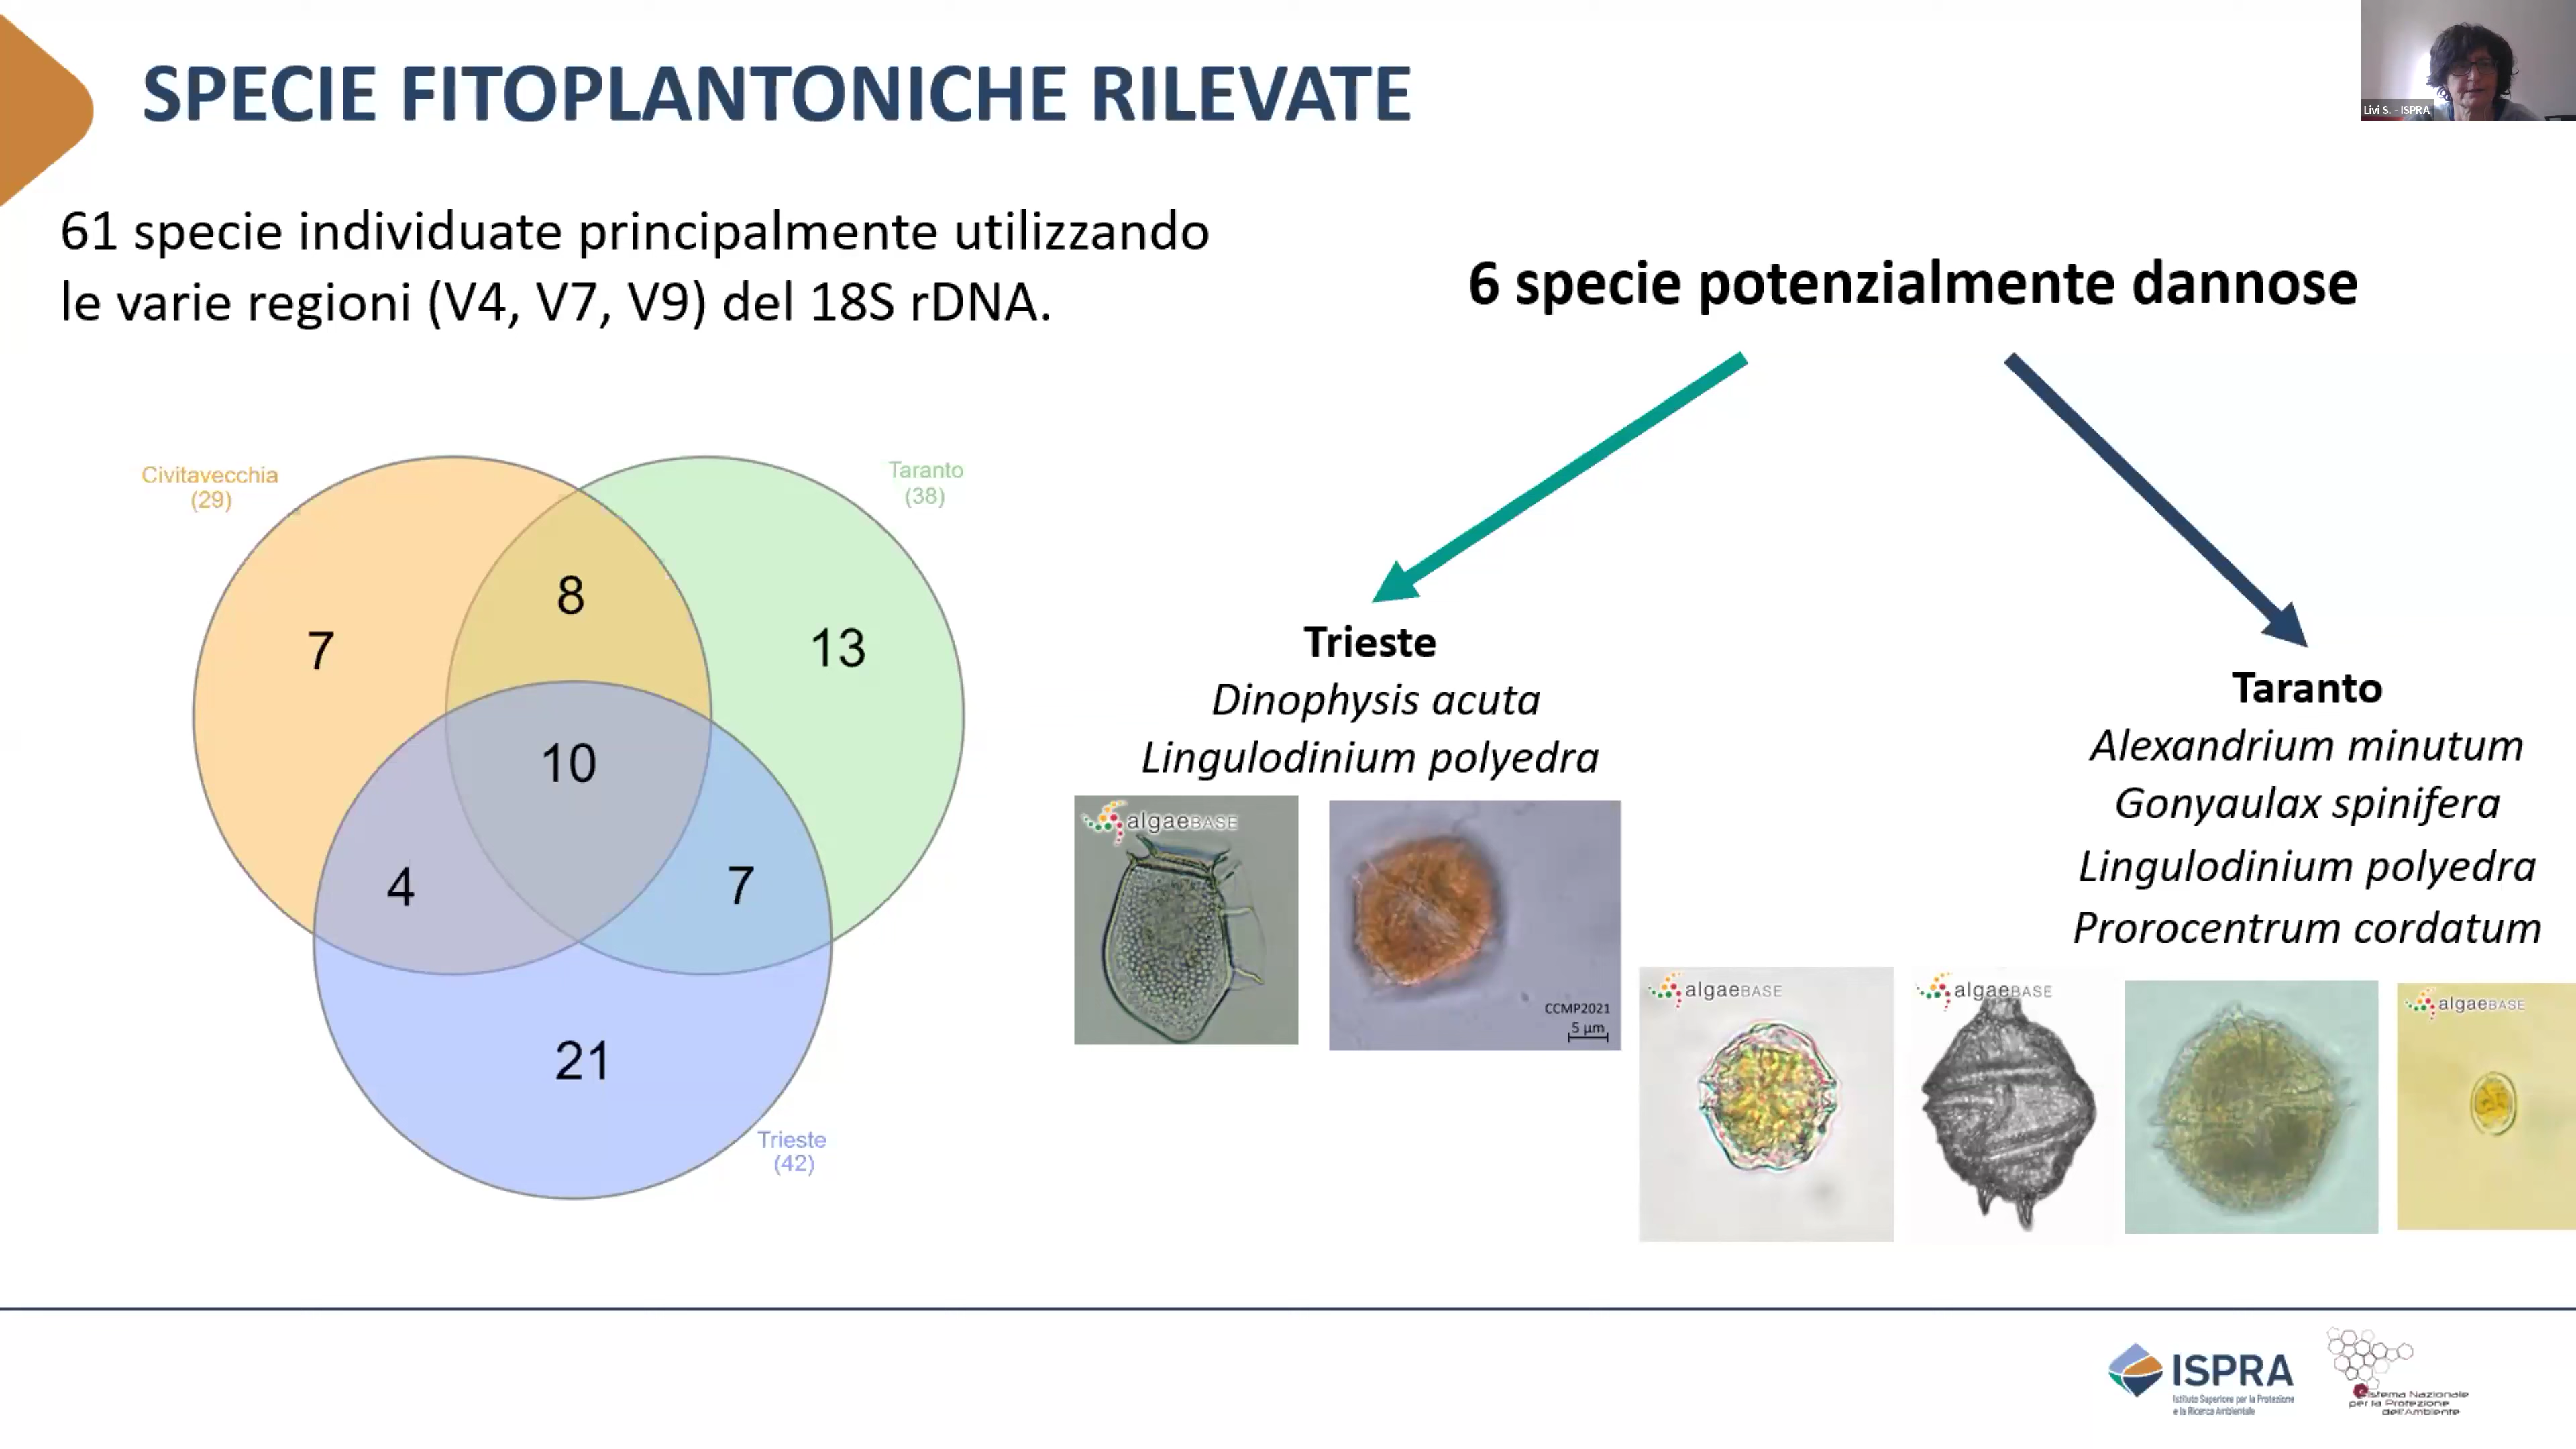 SPECIE FITOPLANTONICHE RILEVATE
Livi S. - ISPRA
61 specie individuate principalmente utilizzando
le varie regioni (V4, V7, V9) del 18S rDNA.
6 specie potenzialmente dannose
Civitavecchia
(29)
Taranto
(38)
8
7
13
10
4
7
21
Trieste
(42)
Trieste
Dinophysis acuta
Lingulodinium polyedra
algaeBASE
CCMP2021
5 µm
Taranto
Alexandrium minutum
Gonyaulax spinifera
Lingulodinium polyedra
Prorocentrum cordatum
algaeBASE
algaeBASE
algaeBASE
ISPRA
Istituto Superiore per la Protezione
e la Ricerca Ambientale
Sistema Nazionale
per la Protezione
dell'Ambiente